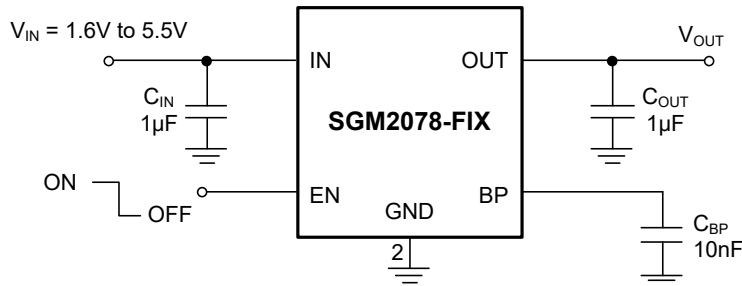 V_IN = 1.6V to 5.5V
V_OUT
IN
OUT
C_IN
1µF
SGM2078-FIX
C_OUT
1µF
ON
OFF
EN
BP
GND
2
C_BP
10nF